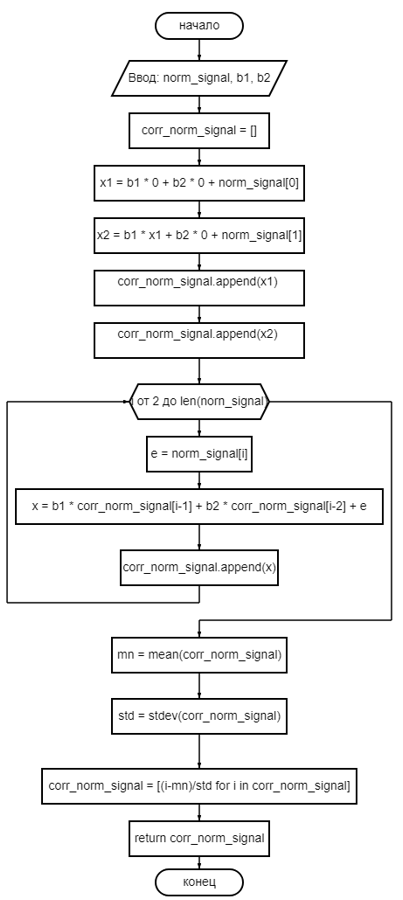 начало
Ввод: norm_signal, b1, b2
corr_norm_signal = []
x1 = b1 * 0 + b2 * 0 + norm_signal[0]
x2 = b1 * x1 + b2 * 0 + norm_signal[1]
corr_norm_signal.append(x1)
corr_norm_signal.append(x2)
от 2 до len(norn_signal
e = norm_signal[i]
x = b1 * corr_norm_signal[i-1] + b2 * corr_norm_signal[i-2] + e
corr_norm_signal.append(x)
mn = mean(corr_norm_signal)
std = stdev(corr_norm_signal)
corr_norm_signal = [(i-mn)/std for i in corr_norm_signal]
return corr_norm_signal
конец